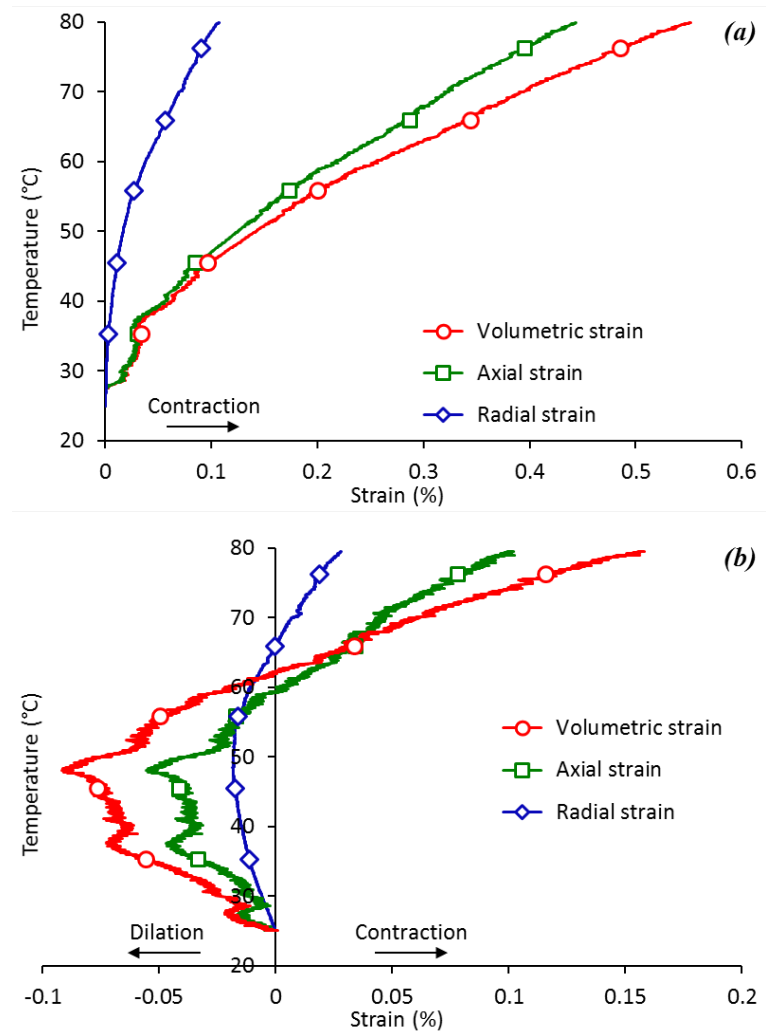 (a)
80
70
60
50
40
30
20
Temperature (°C)
Volumetric strain
Axial strain
Radial strain
Contraction
0 0.1 0.2 0.3 0.4 0.5 0.6
Strain (%)
(b)
80
70
60
50
40
30
20
Temperature (°C)
Volumetric strain
Axial strain
Radial strain
Dilation Contraction
-0.1 -0.05 0 0.05 0.1 0.15 0.2
Strain (%)